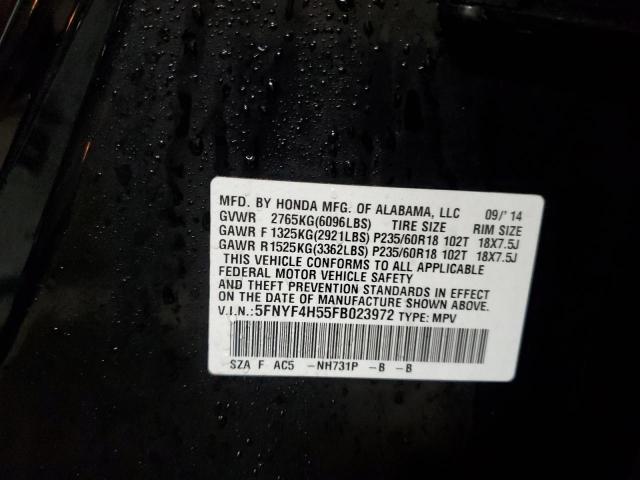 MFD. BY HONDA MFG. OF ALABAMA, LLC 09/'14
GVWR 2765KG(6096LBS) TIRE SIZE RIM SIZE
GAWR F 1325KG(2921LBS) P235/60R18 102T 18X7.5J
GAWR R1525KG(3362LBS) P235/60R18 102T 18X7.5J
THIS VEHICLE CONFORMS TO ALL APPLICABLE
FEDERAL MOTOR VEHICLE SAFETY
AND THEFT PREVENTION STANDARDS IN EFFECT
ON THE DATE OF MANUFACTURE SHOWN ABOVE.
V.I.N.:5FNYF4H55FB023972 TYPE: MPV
SZA F AC5 -NH731P -B -B